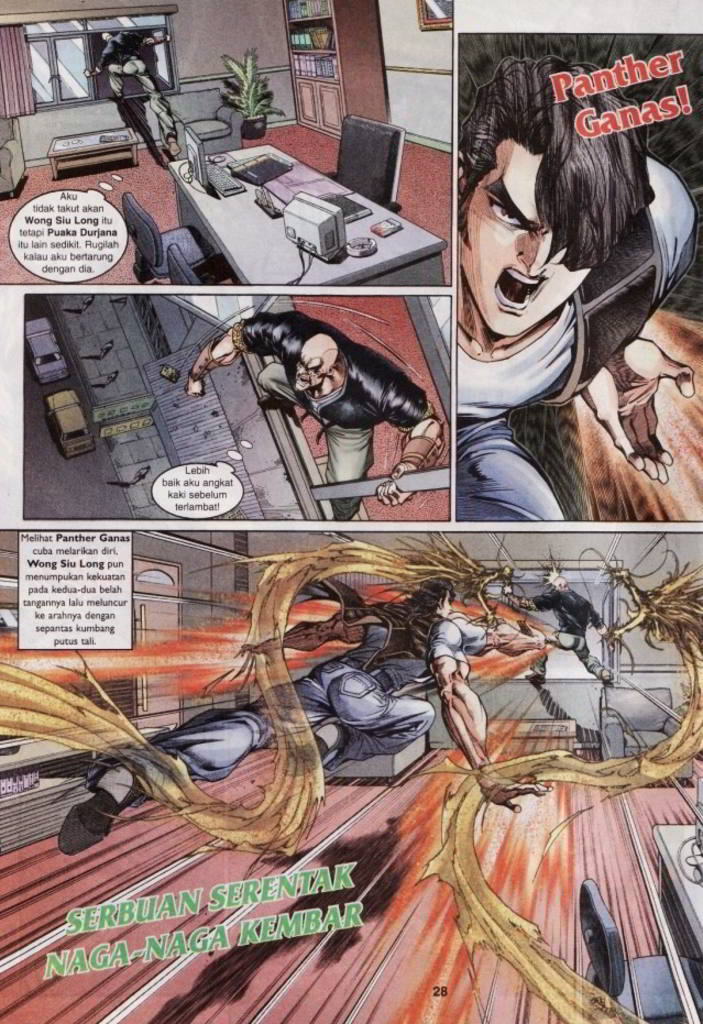 Aku
tidak takut akan
Wong Siu Long itu
tetapi Puaka Durjana
itu lain sedikit. Rugilah
kalau aku bertarung
dengan dia.
Panther
Ganas!
Lebih
baik aku angkat
kaki sebelum
terlambat!
Melihat Panther Ganas
cuba melarikan diri,
Wong Siu Long pun
menumpukan kekuatan
pada kedua-dua belah
tangannya lalu meluncur
ke arahnya dengan
sepantas kumbang
putus tali.
SERBUAN SERENTAK
NAGA-NAGA KEMBAR
28